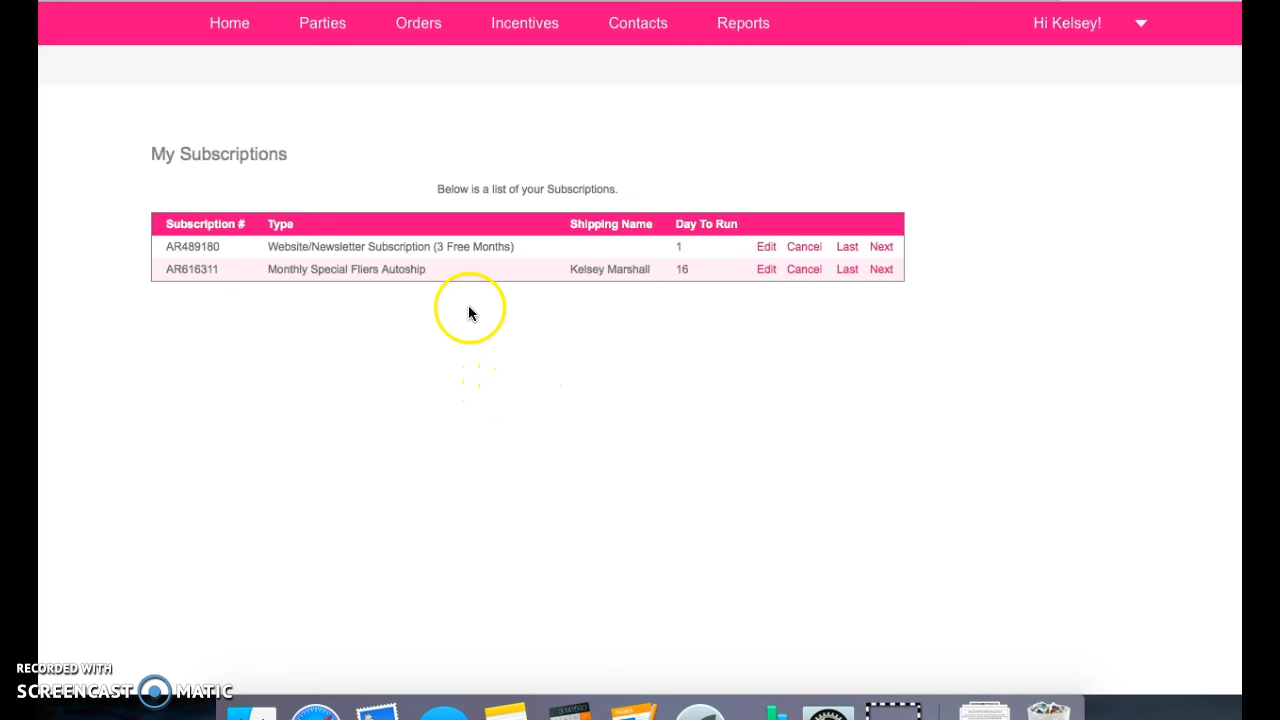 Home Parties Orders Incentives Contacts Reports Hi Kelsey!
My Subscriptions
Below is a list of your Subscriptions.
Subscription # Type Shipping Name Day To Run
AR489180 Website/Newsletter Subscription (3 Free Months) 1 Edit Cancel Last Next
AR616311 Monthly Special Fliers Autoship Kelsey Marshall 16 Edit Cancel Last Next
RECORDED WITH
SCREENCAST MATIC
PAGES